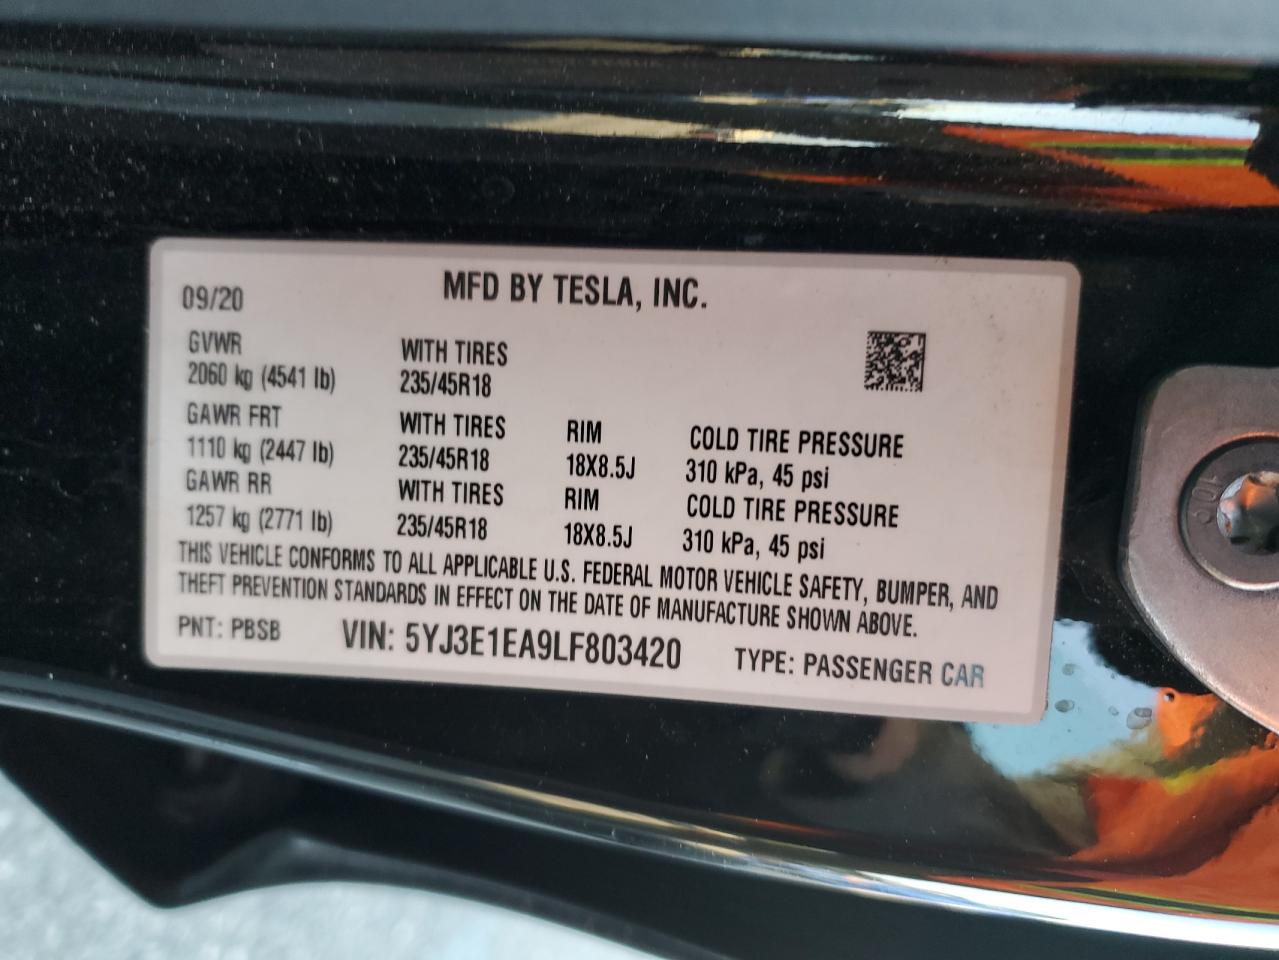 MFD BY TESLA, INC.
09/20
GVWR
2060 kg (4541 lb)
WITH TIRES
235/45R18
GAWR FRT
1110 kg (2447 lb)
WITH TIRES
235/45R18
RIM
18X8.5J
COLD TIRE PRESSURE
310 kPa, 45 psi
GAWR RR
1257 kg (2771 lb)
WITH TIRES
235/45R18
RIM
18X8.5J
COLD TIRE PRESSURE
310 kPa, 45 psi
THIS VEHICLE CONFORMS TO ALL APPLICABLE U.S. FEDERAL MOTOR VEHICLE SAFETY, BUMPER, AND
THEFT PREVENTION STANDARDS IN EFFECT ON THE DATE OF MANUFACTURE SHOWN ABOVE.
PNT: PBSB
VIN: 5YJ3E1EA9LF803420
TYPE: PASSENGER CAR